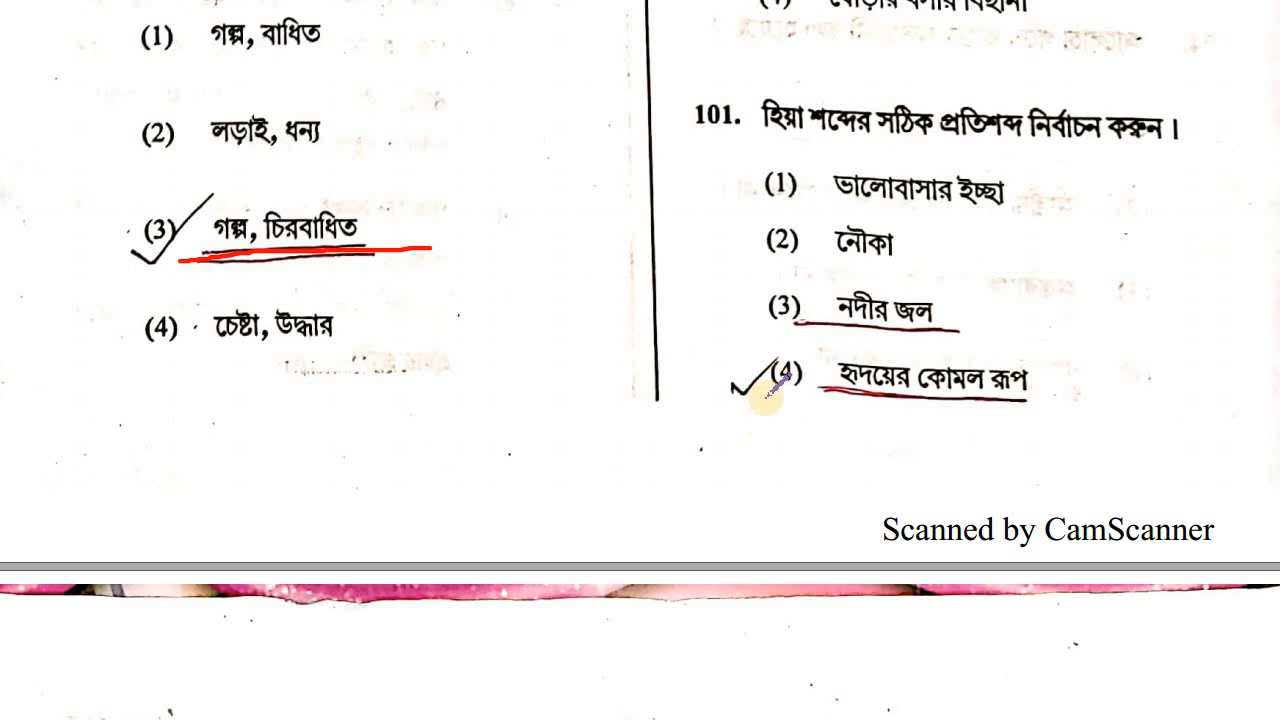 (1) গল্প, বাধিত
(2) লড়াই, ধন্য
(3) গল্প, চিরবাধিত
(4) চেষ্টা, উদ্ধার
101. হিয়া শব্দের সঠিক প্রতিশব্দ নির্বাচন করুন ।
(1) ভালোবাসার ইচ্ছা
(2) নৌকা
(3) নদীর জল
(4) হৃদয়ের কোমল রূপ
Scanned by CamScanner